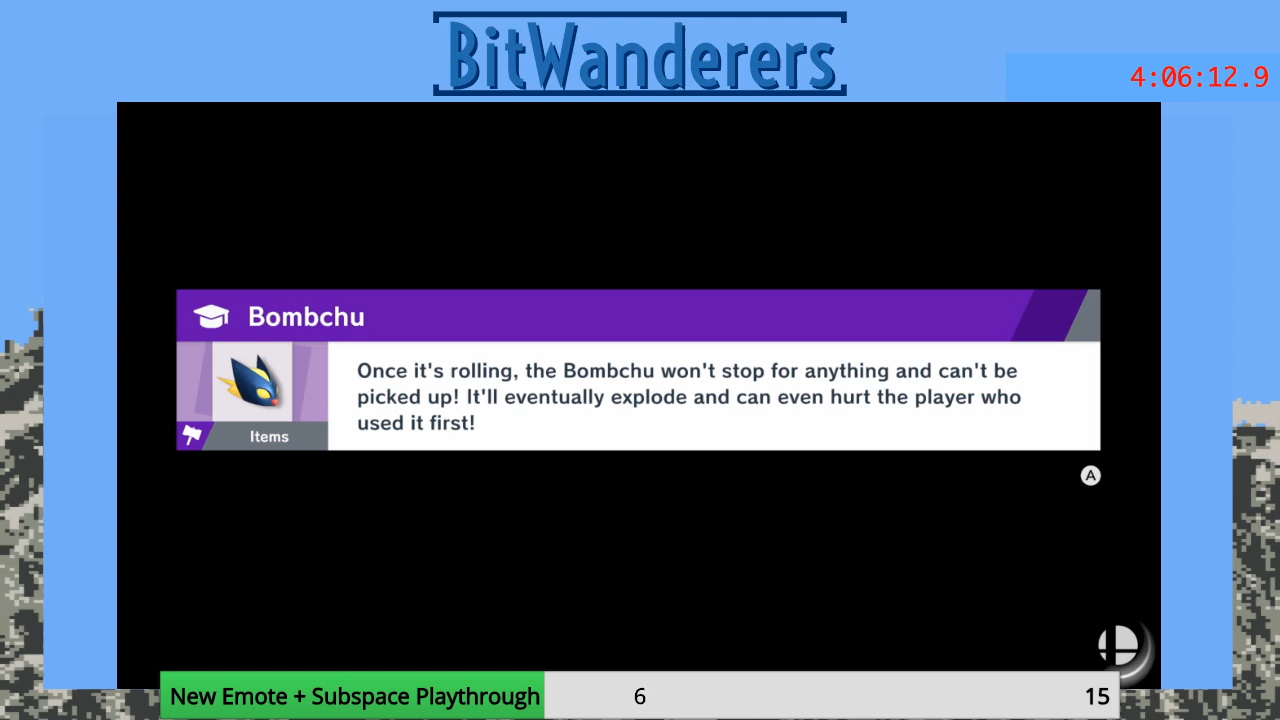 BitWanderers
4:06:12.9
Bombchu
Once it's rolling, the Bombchu won't stop for anything and can't be
picked up! It'll eventually explode and can even hurt the player who
used it first!
Items
A
New Emote + Subspace Playthrough 6 15